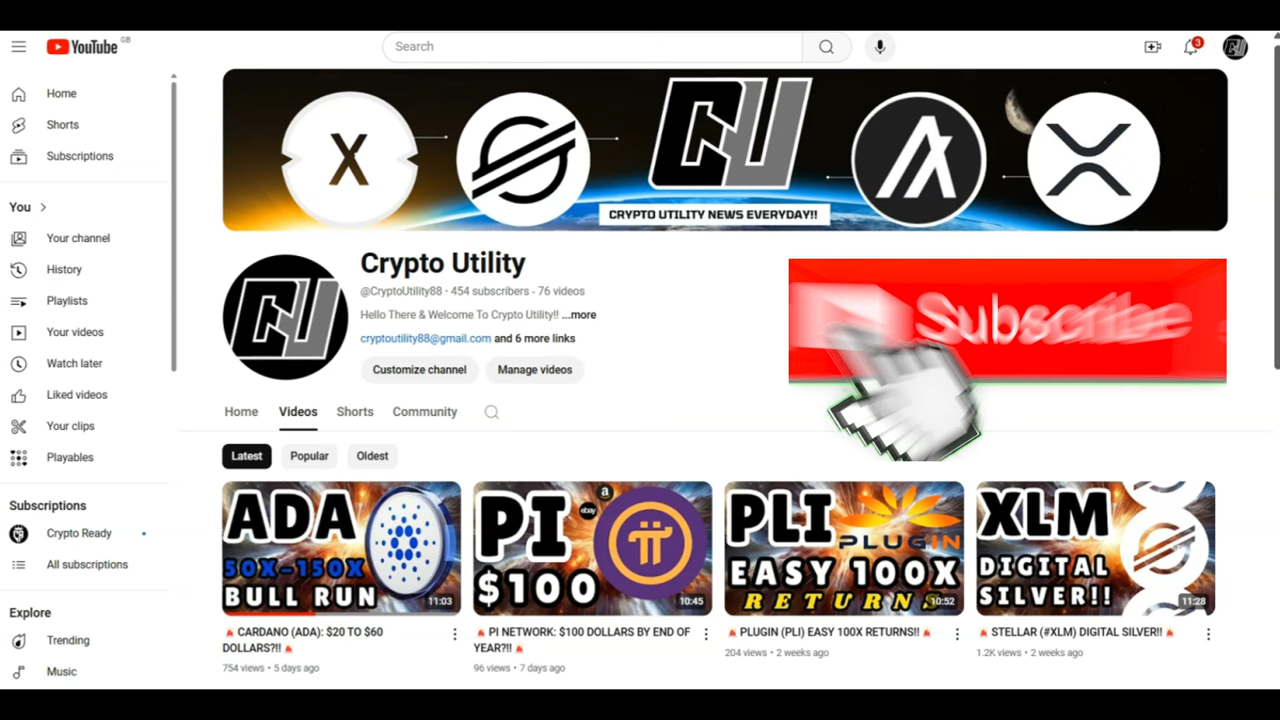 YouTube GB
Search
3
Home
Shorts
Subscriptions
You
Your channel
History
Playlists
Your videos
Watch later
Liked videos
Your clips
Playables
Subscriptions
Crypto Ready
All subscriptions
Explore
Trending
Music
X
CU
CRYPTO UTILITY NEWS EVERYDAY!!
CU
Crypto Utility
@CryptoUtility88 · 454 subscribers · 76 videos
Hello There & Welcome To Crypto Utility!! ...more
cryptoutility88@gmail.com and 6 more links
Customize channel
Manage videos
Subscribe
Home
Videos
Shorts
Community
Latest
Popular
Oldest
ADA
50X-150X
BULL RUN
11:03
CARDANO (ADA): $20 TO $60
DOLLARS?!!
754 views · 5 days ago
PI
ebay
a
$100
10:45
PI NETWORK: $100 DOLLARS BY END OF
YEAR?!!
96 views · 7 days ago
PLI
PLUGIN
EASY 100X
RETURNS
10:52
PLUGIN (PLI) EASY 100X RETURNS!!
204 views · 2 weeks ago
XLM
DIGITAL
SILVER!!
11:28
STELLAR (#XLM) DIGITAL SILVER!!
1.2K views · 2 weeks ago